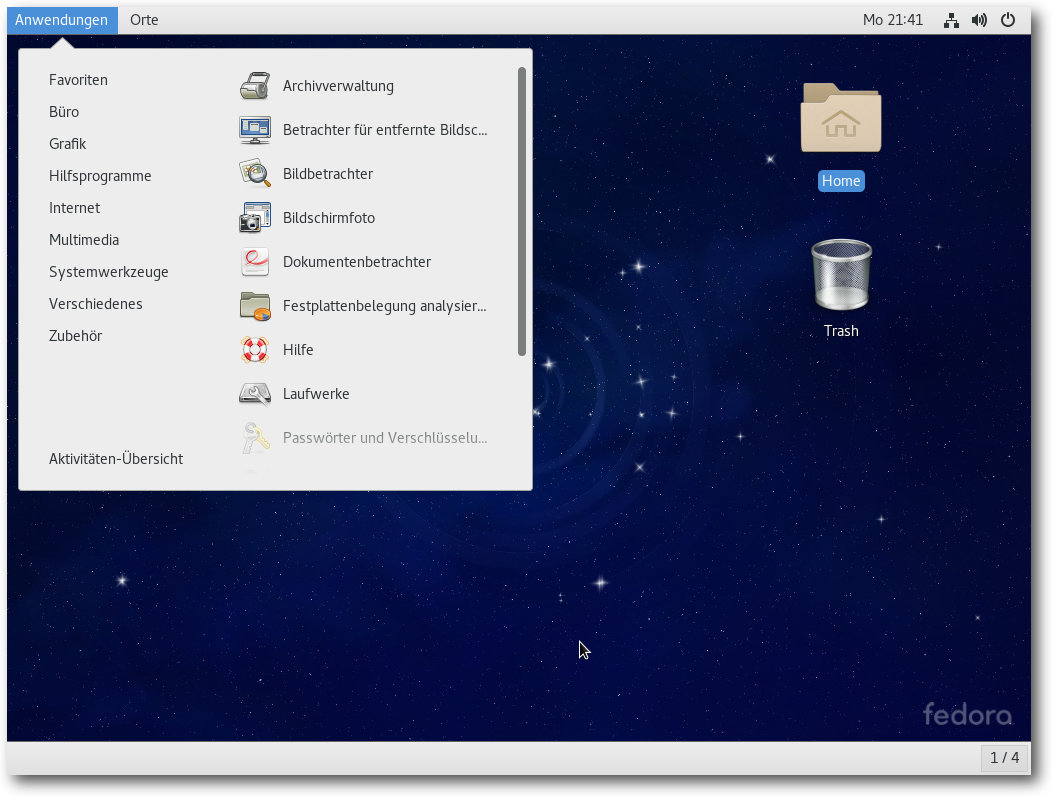 Anwendungen Orte Mo 21:41
Favoriten
Büro
Grafik
Hilfsprogramme
Internet
Multimedia
Systemwerkzeuge
Verschiedenes
Zubehör
Aktivitäten-Übersicht
Archivverwaltung
Betrachter für entfernte Bildsc...
Bildbetrachter
Bildschirmfoto
Dokumentenbetrachter
Festplattenbelegung analysier...
Hilfe
Laufwerke
Passwörter und Verschlüsselu...
Home
Trash
fedora
1 / 4